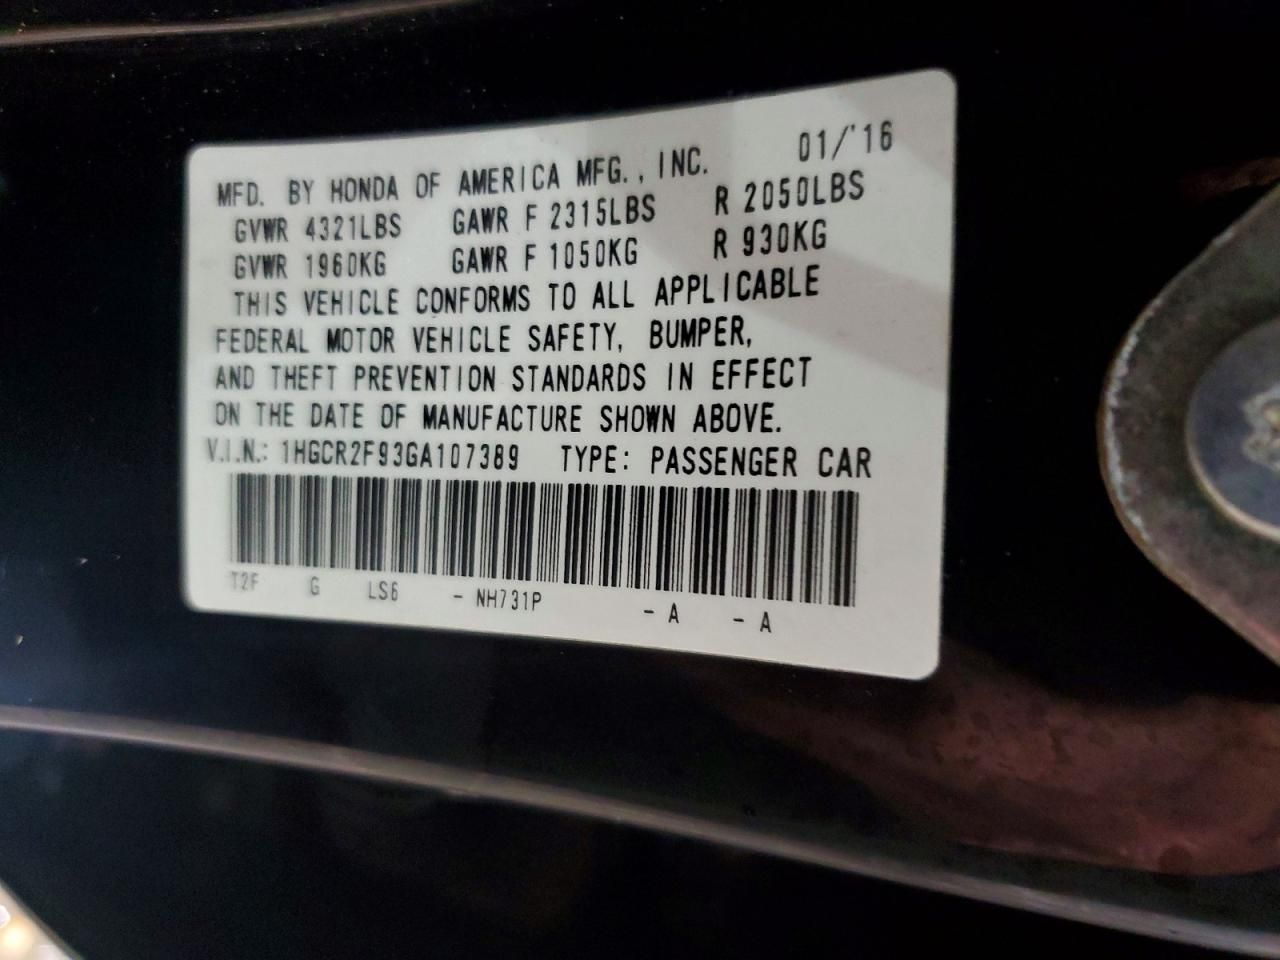 MFD. BY HONDA OF AMERICA MFG., INC. 01/'16
GVWR 4321LBS GAWR F 2315LBS R 2050LBS
GVWR 1960KG GAWR F 1050KG R 930KG
THIS VEHICLE CONFORMS TO ALL APPLICABLE
FEDERAL MOTOR VEHICLE SAFETY, BUMPER,
AND THEFT PREVENTION STANDARDS IN EFFECT
ON THE DATE OF MANUFACTURE SHOWN ABOVE.
V.I.N.: 1HGCR2F93GA107389 TYPE: PASSENGER CAR
T2F G LS6 - NH731P - A - A